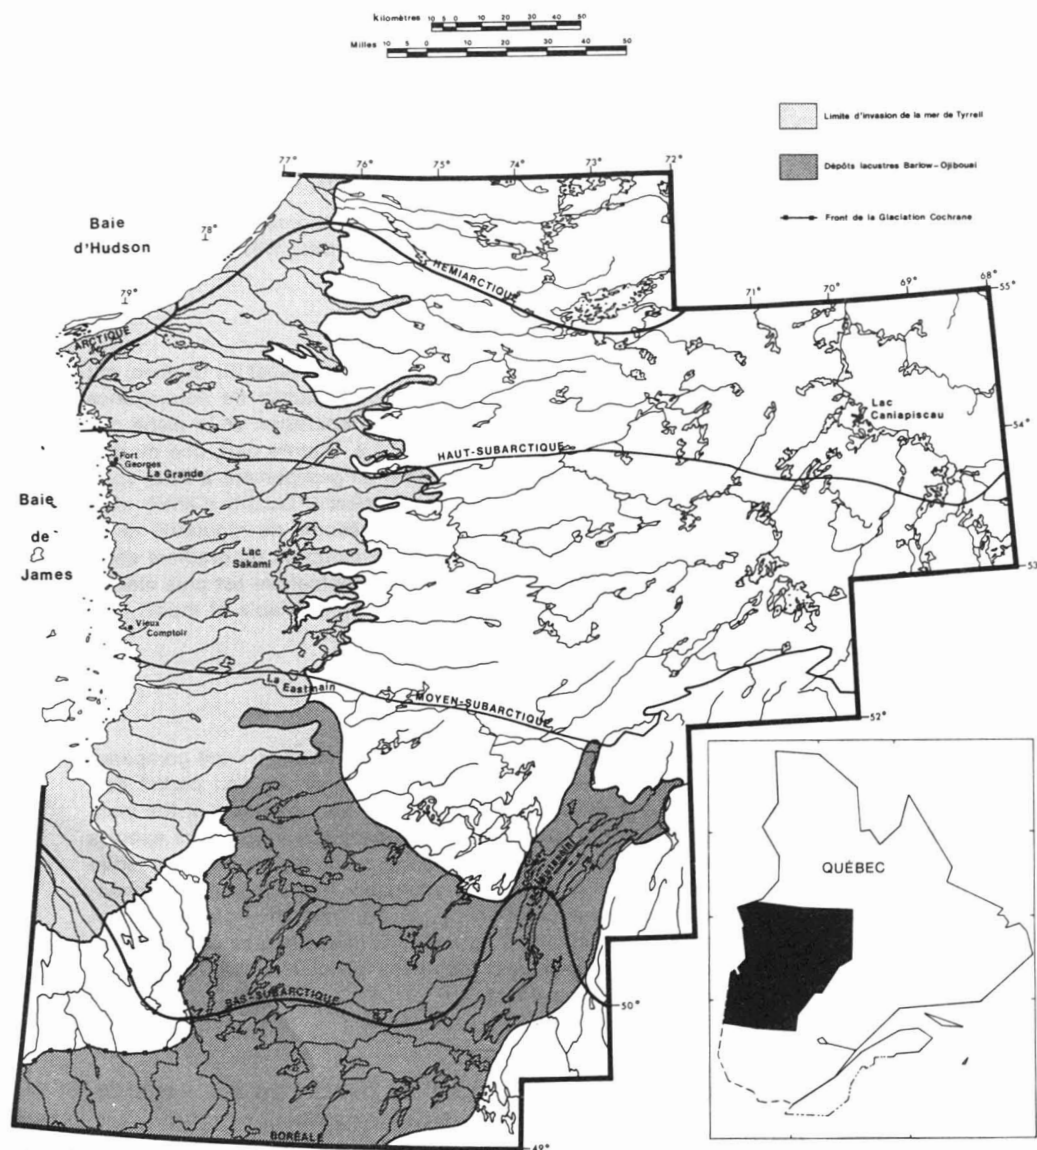 kilomètres 10 5 0 10 20 30 40 50
Milles 10 5 0 10 20 30 40 50
Limite d'invasion de la mer de Tyrrell
Dépôts lacustres Barlow-Ojibouai
Front de la Glaciation Cochrane
77° 76° 75° 74° 73° 72°
Baie
d'Hudson
78°
79°
HÉMIARCTIQUE
71° 70° 69° 68°
55°
ARCTIQUE
Lac
Caniapiscau
54°
Fort
Georges
La Grande
HAUT-SUBARCTIQUE
Baie
de
James
Lac
Sakami
53
Vieux
Comptoir
La Eastmain
MOYEN-SUBARCTIQUE
52°
QUÉBEC
BAS-SUBARCTIQUE
50°
BORÉALE
49°